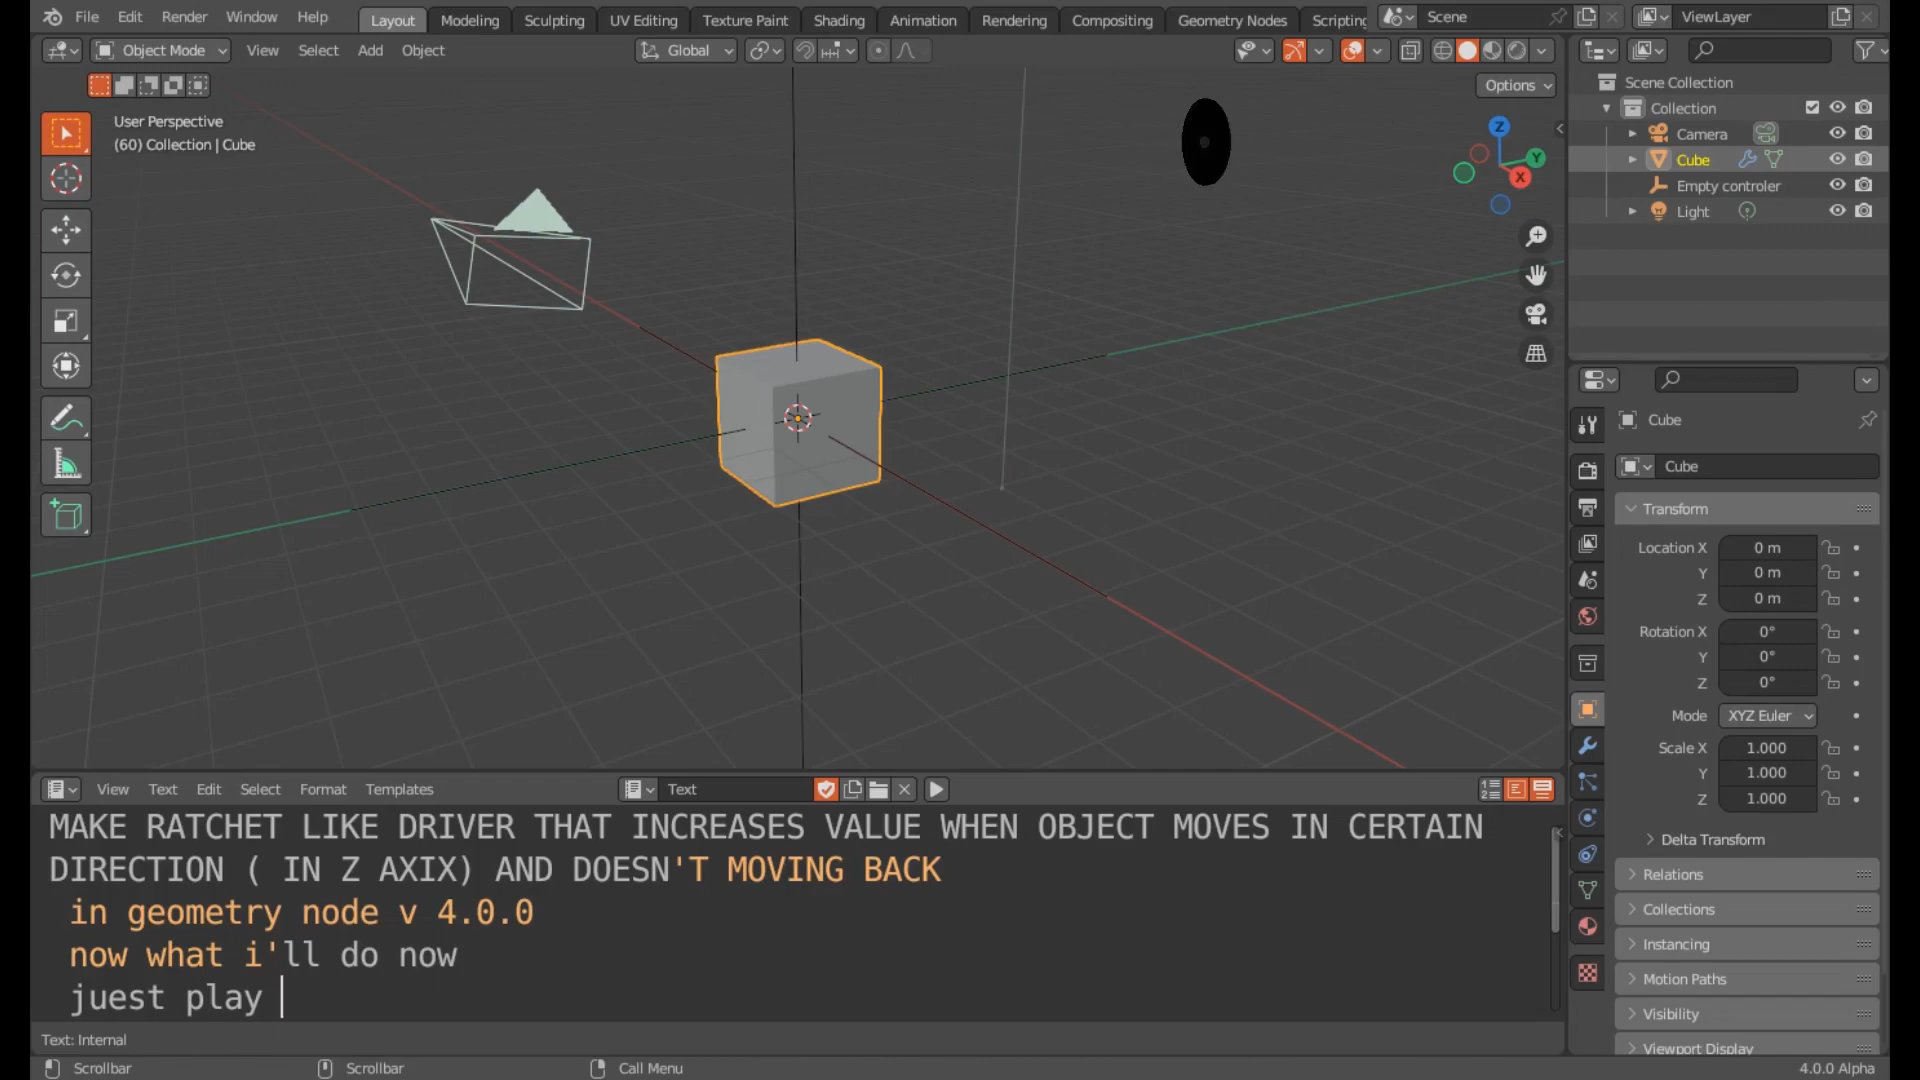 File Edit Render Window Help Layout Modeling Sculpting UV Editing Texture Paint Shading Animation Rendering Compositing Geometry Nodes Scripting Scene ViewLayer
Object Mode View Select Add Object Global
Options
User Perspective
(60) Collection | Cube
Z
Y
X
Scene Collection
Collection
Camera
Cube
Empty controler
Light
Cube
Cube
Transform
Location X 0 m
Y 0 m
Z 0 m
Rotation X 0°
Y 0°
Z 0°
Mode XYZ Euler
Scale X 1.000
Y 1.000
Z 1.000
Delta Transform
Relations
Collections
Instancing
Motion Paths
Visibility
Viewport Display
View Text Edit Select Format Templates Text
MAKE RATCHET LIKE DRIVER THAT INCREASES VALUE WHEN OBJECT MOVES IN CERTAIN
DIRECTION ( IN Z AXIX) AND DOESN'T MOVING BACK
in geometry node v 4.0.0
now what i'll do now
juest play
Text: Internal
Scrollbar Scrollbar Call Menu 4.0.0 Alpha